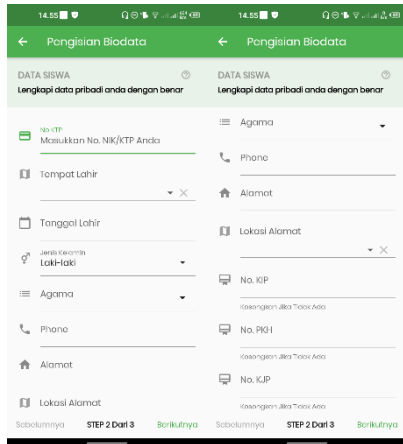 14.55
Pengisian Biodata
DATA SISWA
Lengkapi data pribadi anda dengan benar
No KTP
Masukkan No. NIK/KTP Anda
Tempat Lahir
Tanggal Lahir
Jenis Kelamin
Laki-laki
Agama
Phone
Alamat
Lokasi Alamat
Sebelumnya STEP 2 Dari 3 Berikutnya
14.55
Pengisian Biodata
DATA SISWA
Lengkapi data pribadi anda dengan benar
Agama
Phone
Alamat
Lokasi Alamat
No. KIP
Kosongkan Jika Tidak Ada
No. PKH
Kosongkan Jika Tidak Ada
No. KJP
Kosongkan Jika Tidak Ada
Sebelumnya STEP 2 Dari 3 Berikutnya